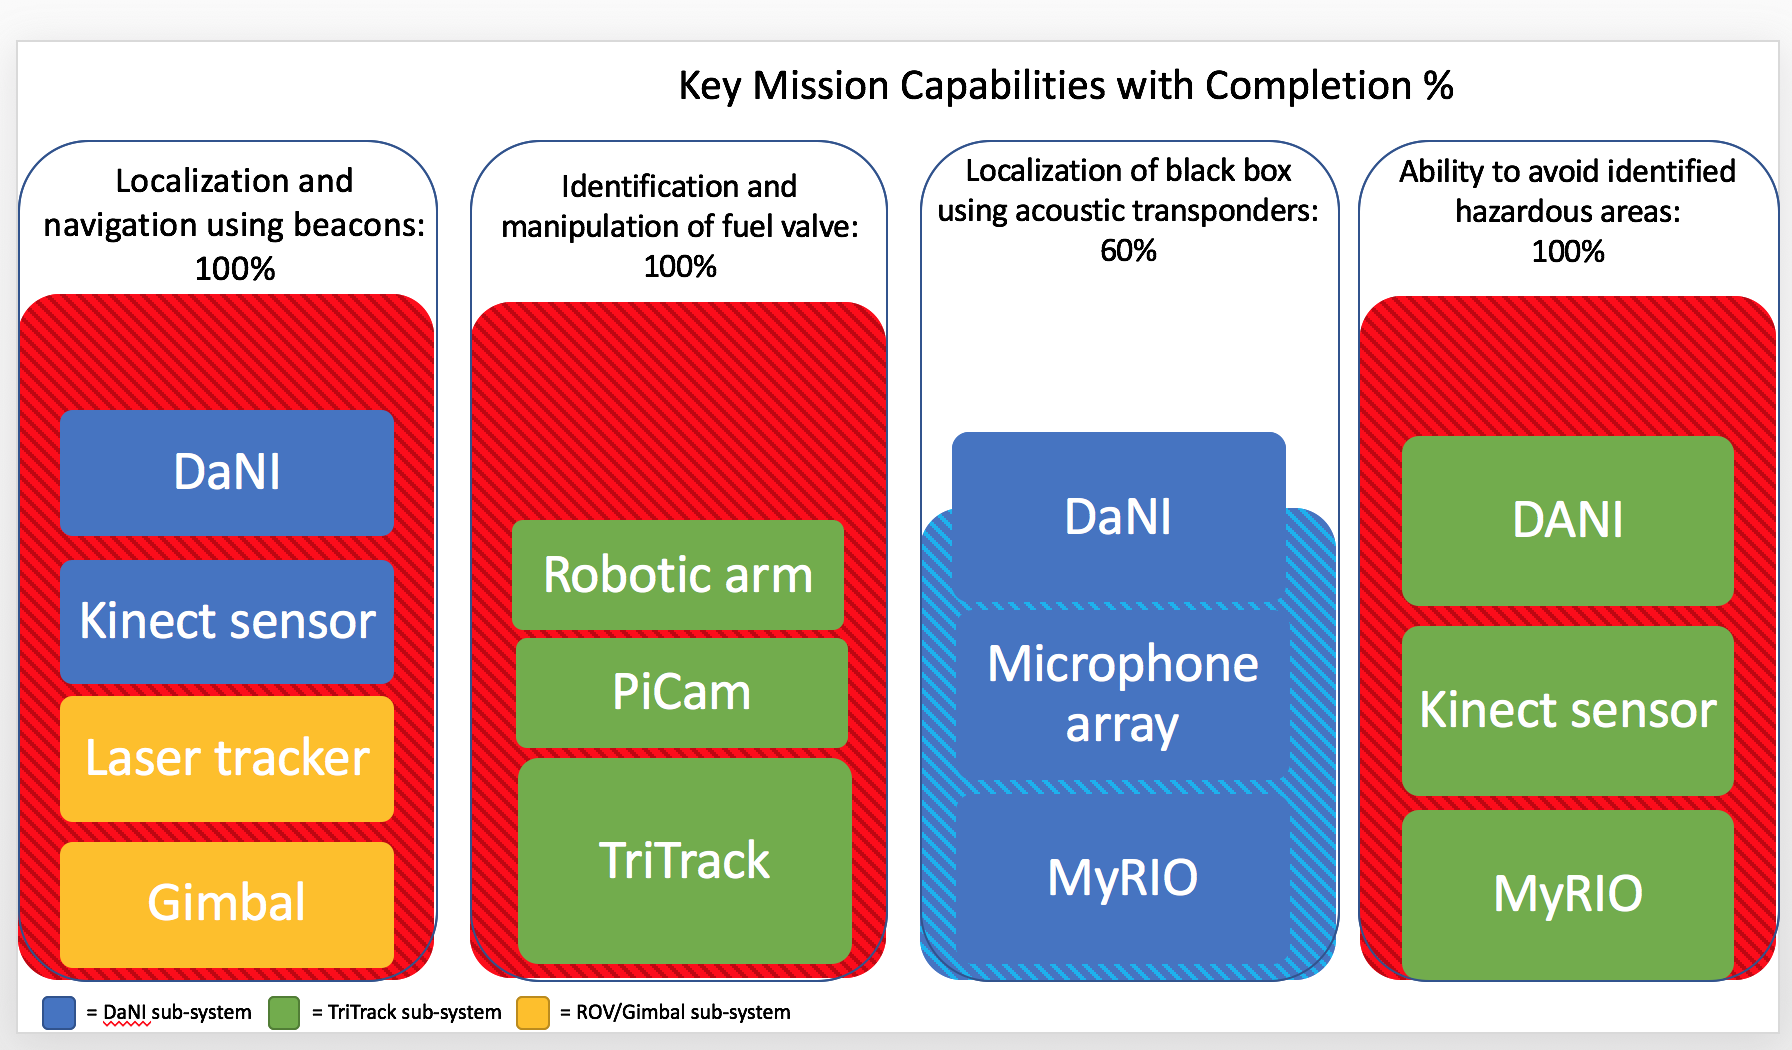 Key Mission Capabilities with Completion %
Localization and
navigation using beacons:
100%
DaNI
Kinect sensor
Laser tracker
Gimbal
Identification and
manipulation of fuel valve:
100%
Robotic arm
PiCam
TriTrack
Localization of black box
using acoustic transponders:
60%
DaNI
Microphone
array
MyRIO
Ability to avoid identified
hazardous areas:
100%
DANI
Kinect sensor
MyRIO
= DaNI sub-system
= TriTrack sub-system
= ROV/Gimbal sub-system